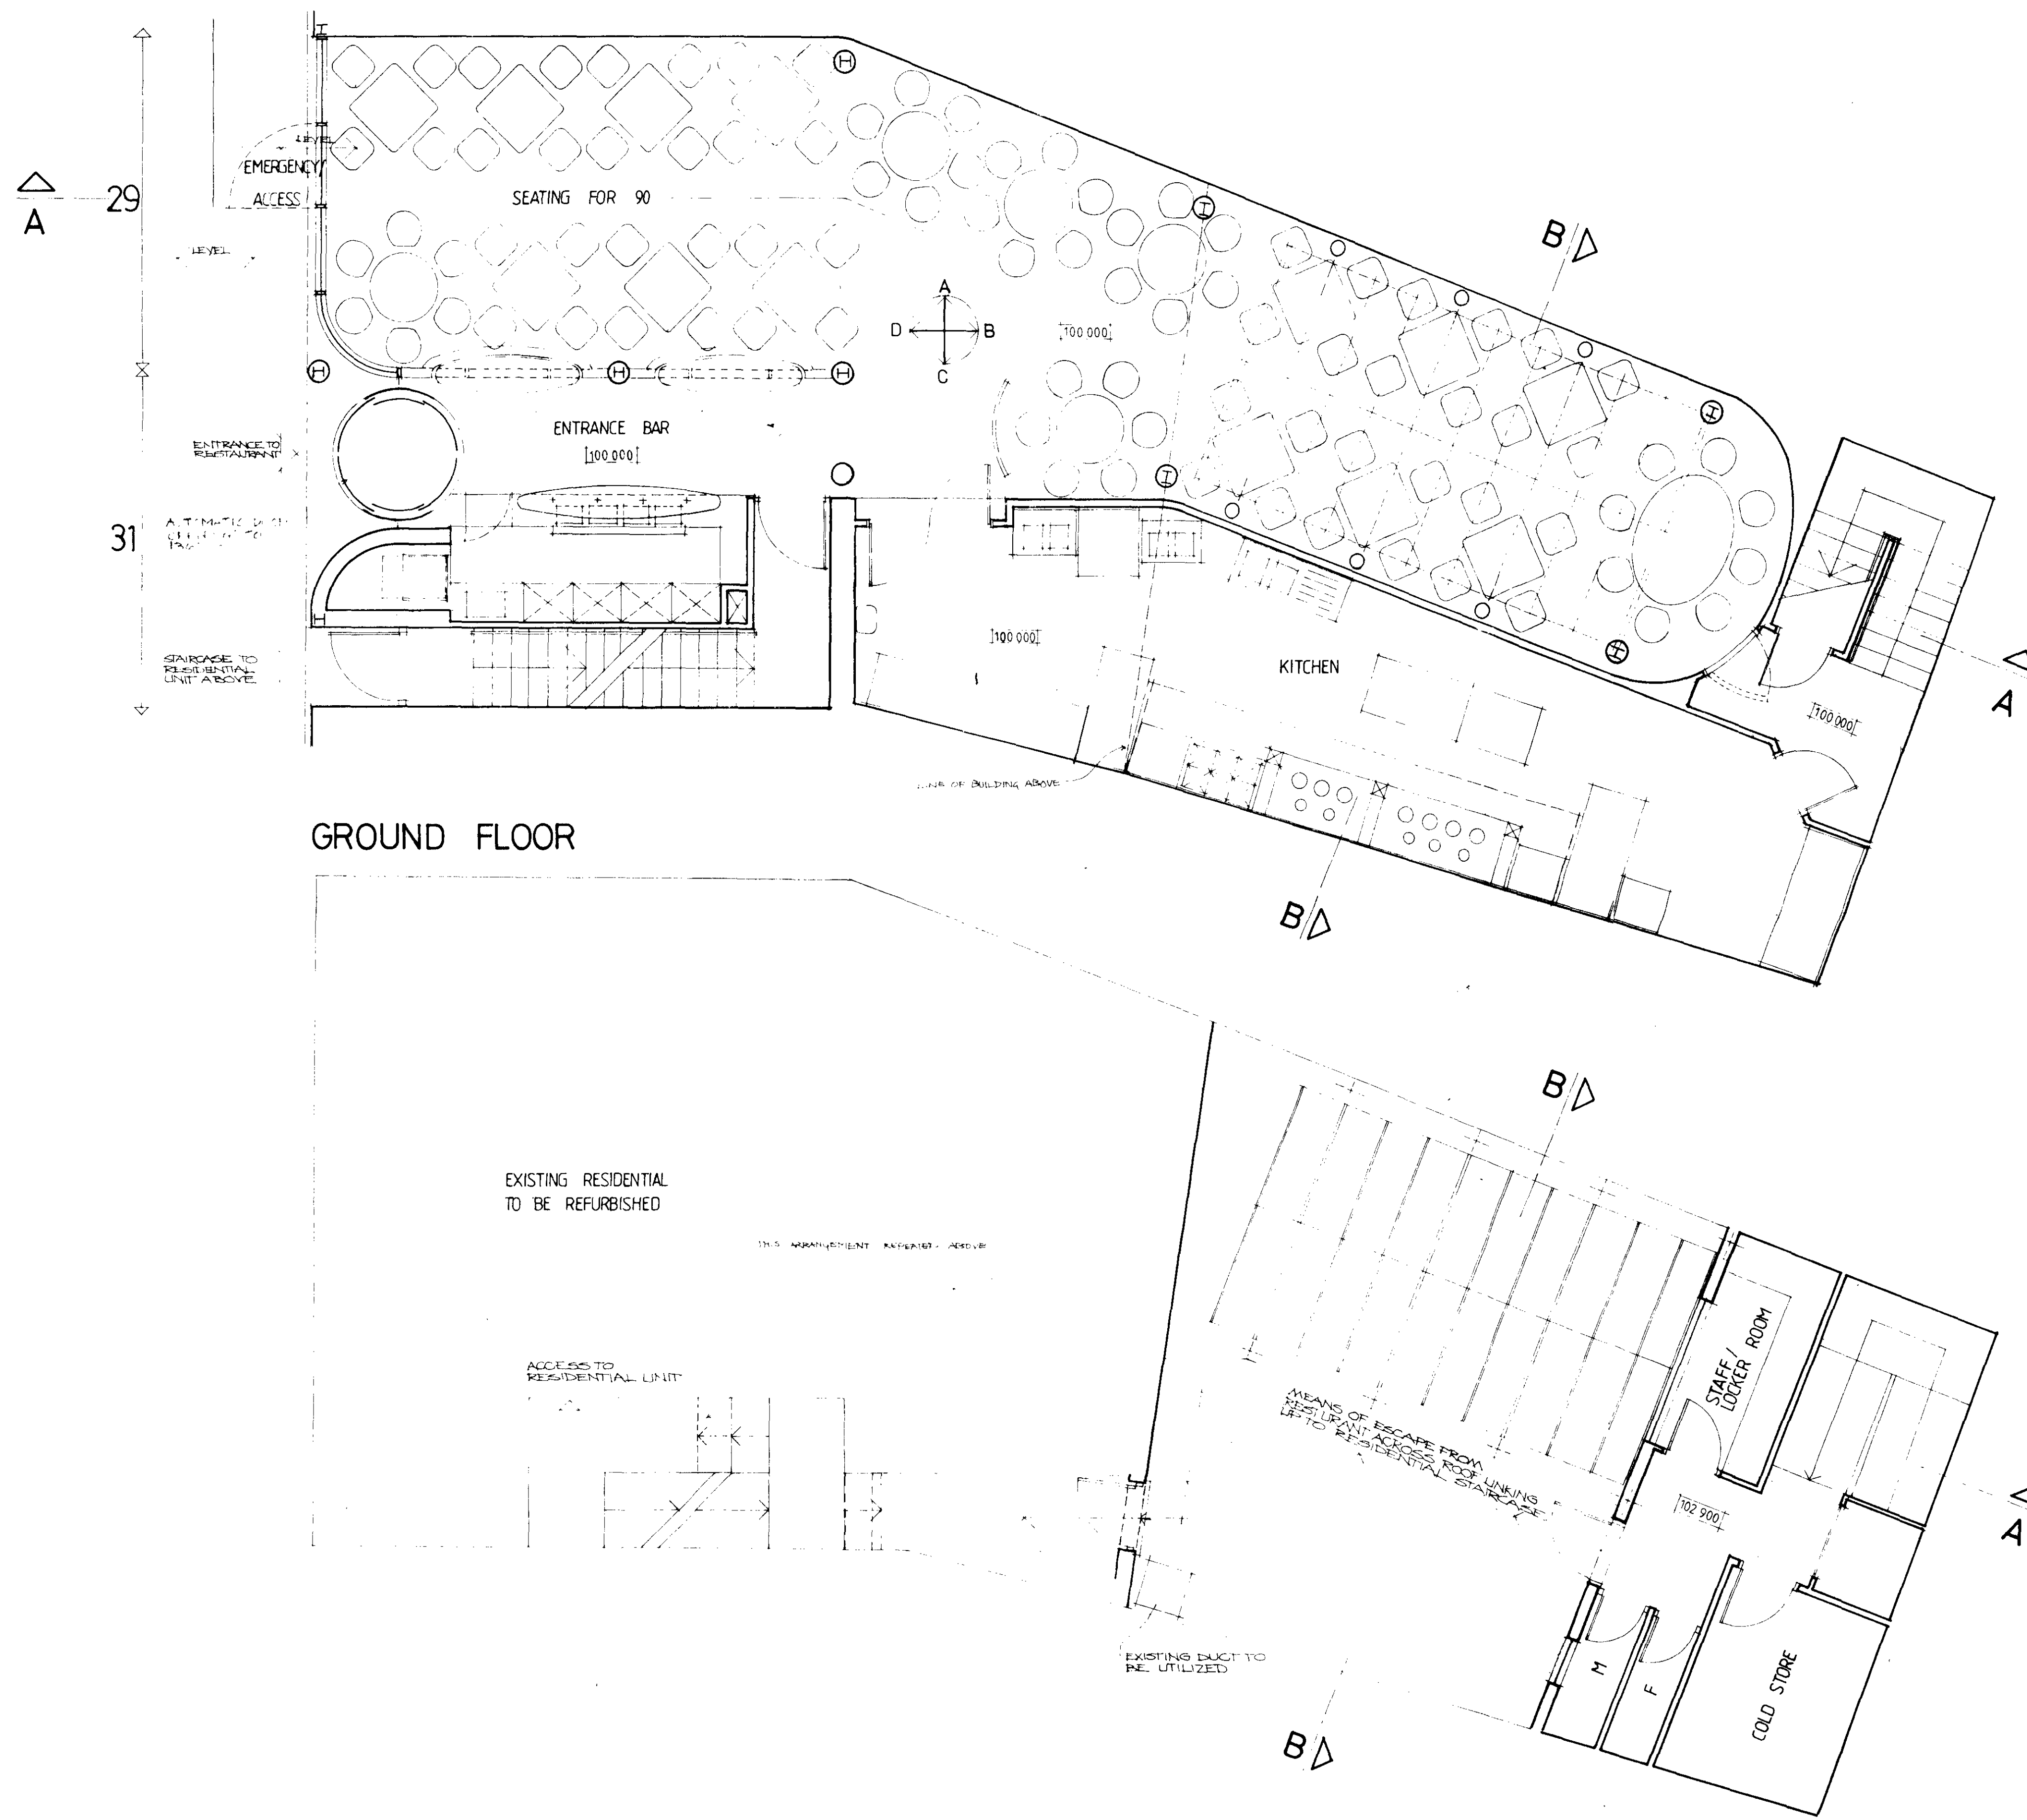 EMERGENCY
ACCESS
LEVEL
29
A
SEATING FOR 90
B
LEVEL
A
D
B
C
100 000
ENTRANCE TO
RESTAURANT
ENTRANCE BAR
100 000
31
STAIRCASE TO
RESIDENTIAL
UNIT ABOVE
100 000
KITCHEN
A
100 000
LINE OF BUILDING ABOVE
GROUND FLOOR
B
B
EXISTING RESIDENTIAL
TO BE REFURBISHED
THIS ARRANGEMENT REPEATED ABOVE
ACCESS TO
RESIDENTIAL UNIT
STAFF /
LOCKER ROOM
MEANS OF ESCAPE FROM
RESTURANT ACROSS ROOF LINKING
UP TO RESIDENTIAL STAIRCASE
102 900
A
EXISTING DUCT TO
BE UTILIZED
M
F
COLD STORE
B